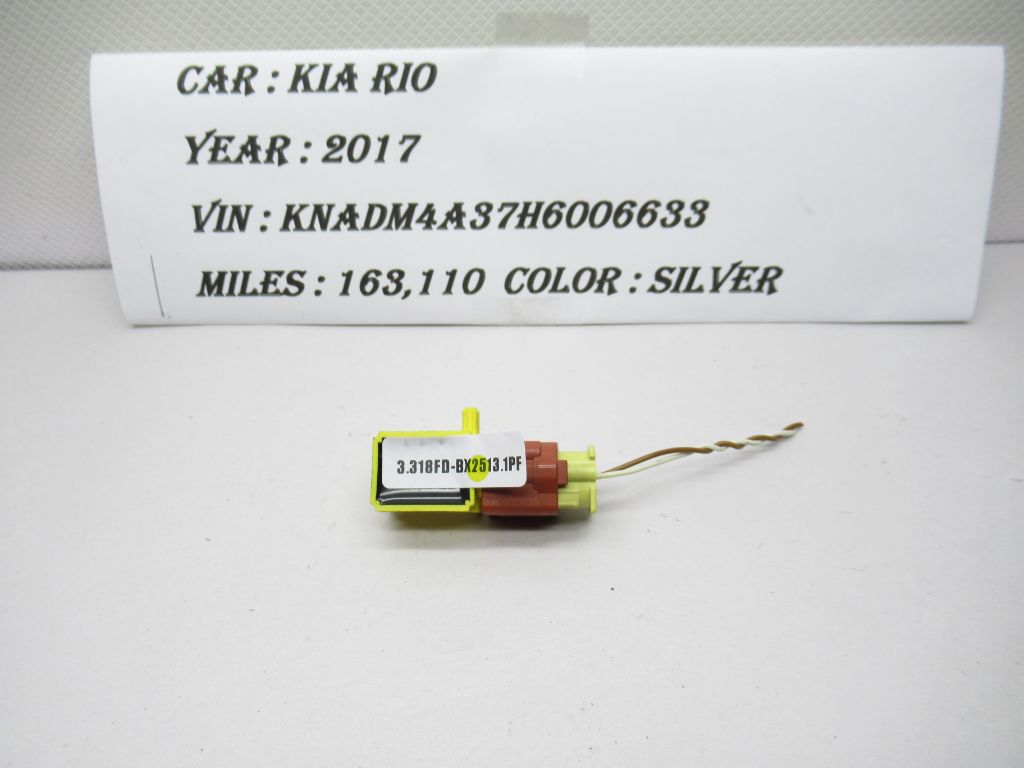 CAR : KIA RIO
YEAR : 2017
VIN : KNADM4A37H6006633
MILES : 163,110 COLOR : SILVER
3.318FD-BX2513.1PF